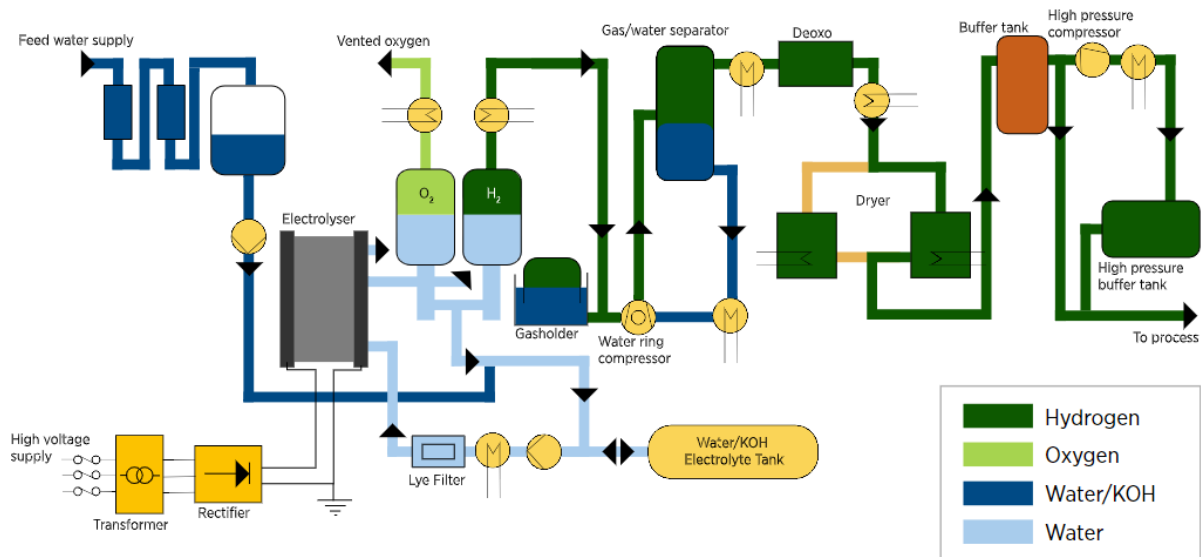 Feed water supply
Vented oxygen
Gas/water separator
Deoxo
Buffer tank
High pressure
compressor
O₂
H₂
Electrolyser
Dryer
Gasholder
Water ring
compressor
High pressure
buffer tank
To process
High voltage
supply
Transformer
Rectifier
Lye Filter
Water/KOH
Electrolyte Tank
Hydrogen
Oxygen
Water/KOH
Water